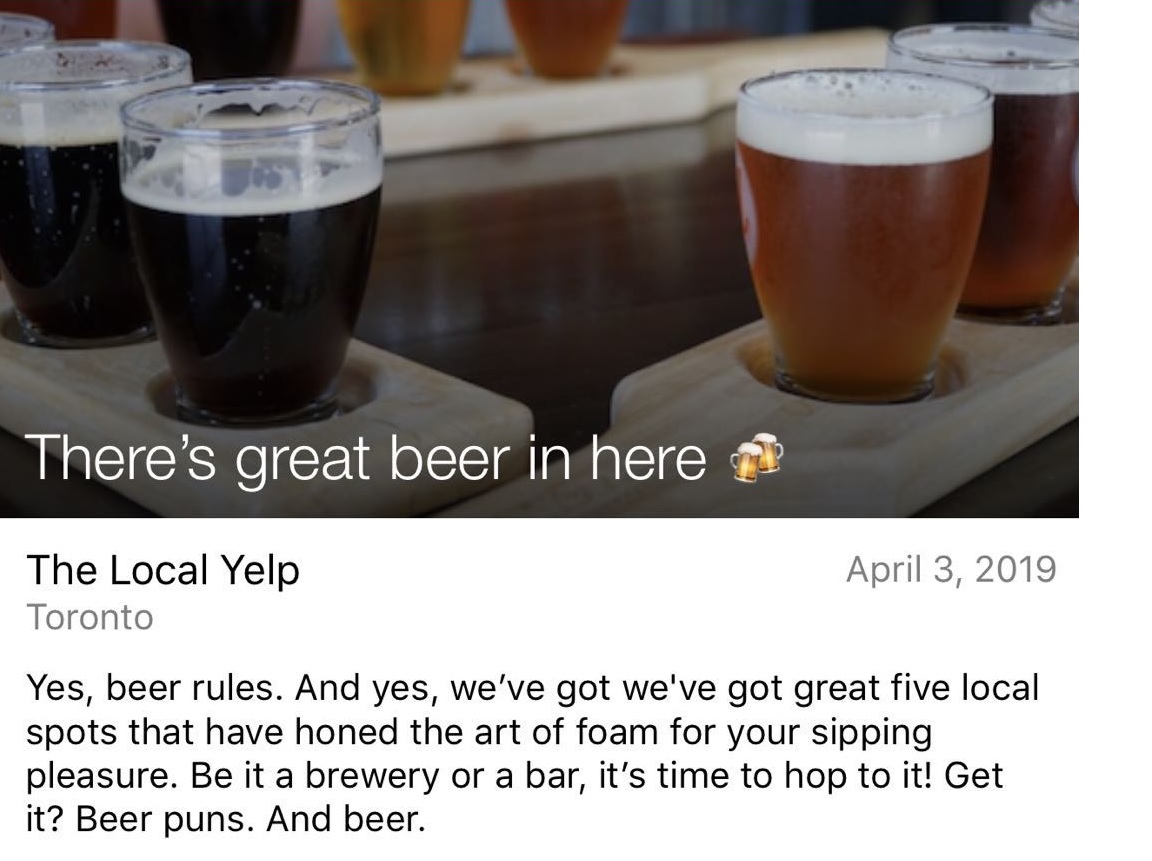 There’s great beer in here 🍻
The Local Yelp
April 3, 2019
Toronto
Yes, beer rules. And yes, we’ve got we've got great five local
spots that have honed the art of foam for your sipping
pleasure. Be it a brewery or a bar, it’s time to hop to it! Get
it? Beer puns. And beer.